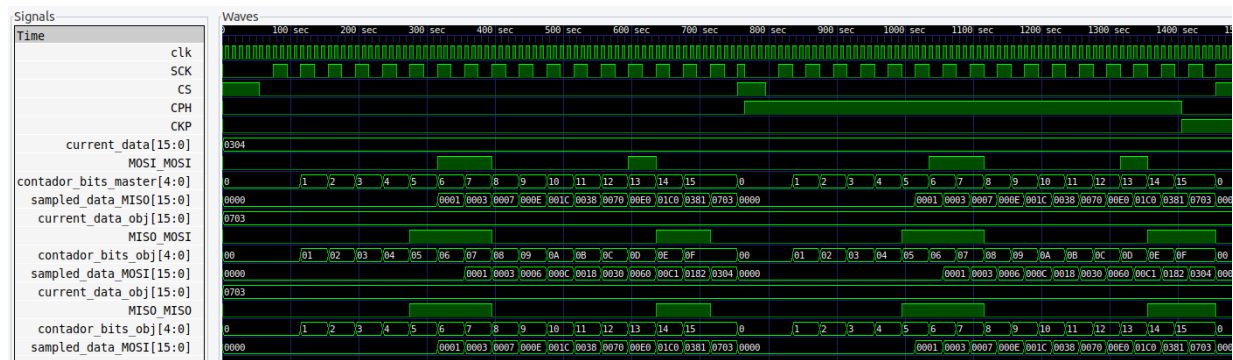 Signals Waves
Time 0 100 sec 200 sec 300 sec 400 sec 500 sec 600 sec 700 sec 800 sec 900 sec 1000 sec 1100 sec 1200 sec 1300 sec 1400 sec 15
clk
SCK
CS
CPH
CKP
current_data[15:0] 0304
MOSI_MOSI
contador_bits_master[4:0] 0 1 2 3 4 5 6 7 8 9 10 11 12 13 14 15 0 1 2 3 4 5 6 7 8 9 10 11 12 13 14 15 0
sampled_data_MISO[15:0] 0000 0001 0003 0007 000E 001C 0038 0070 00E0 01C0 0381 0703 0000 0001 0003 0007 000E 001C 0038 0070 00E0 01C0 0381 0703 000
current_data_obj[15:0] 0703
MISO_MOSI
contador_bits_obj[4:0] 00 01 02 03 04 05 06 07 08 09 0A 0B 0C 0D 0E 0F 00 01 02 03 04 05 06 07 08 09 0A 0B 0C 0D 0E 0F 00
sampled_data_MOSI[15:0] 0000 0001 0003 0006 000C 0018 0030 0060 00C1 0182 0304 0000 0001 0003 0006 000C 0018 0030 0060 00C1 0182 0304 000
current_data_obj[15:0] 0703
MISO_MISO
contador_bits_obj[4:0] 0 1 2 3 4 5 6 7 8 9 10 11 12 13 14 15 0 1 2 3 4 5 6 7 8 9 10 11 12 13 14 15 0
sampled_data_MOSI[15:0] 0000 0001 0003 0007 000E 001C 0038 0070 00E0 01C0 0381 0703 0000 0001 0003 0007 000E 001C 0038 0070 00E0 01C0 0381 0703 000